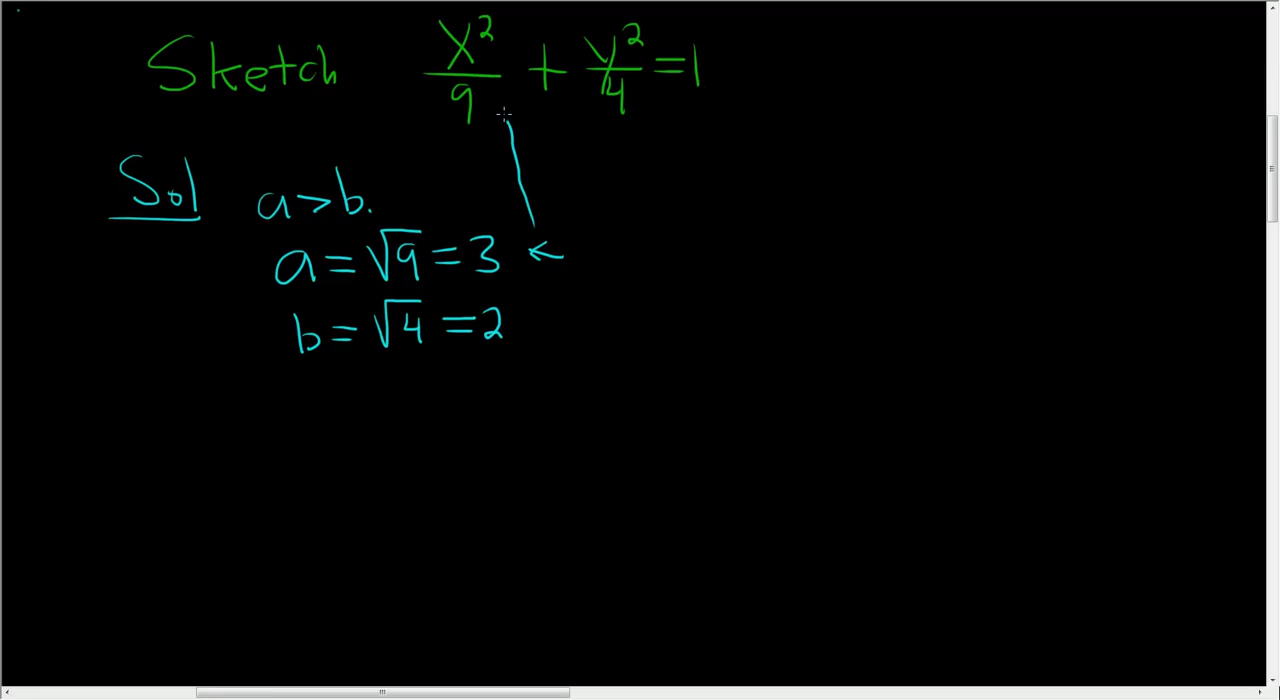 Sketch x²/9 + y²/4 = 1
Sol a > b.
a = √9 = 3 ←
b = √4 = 2